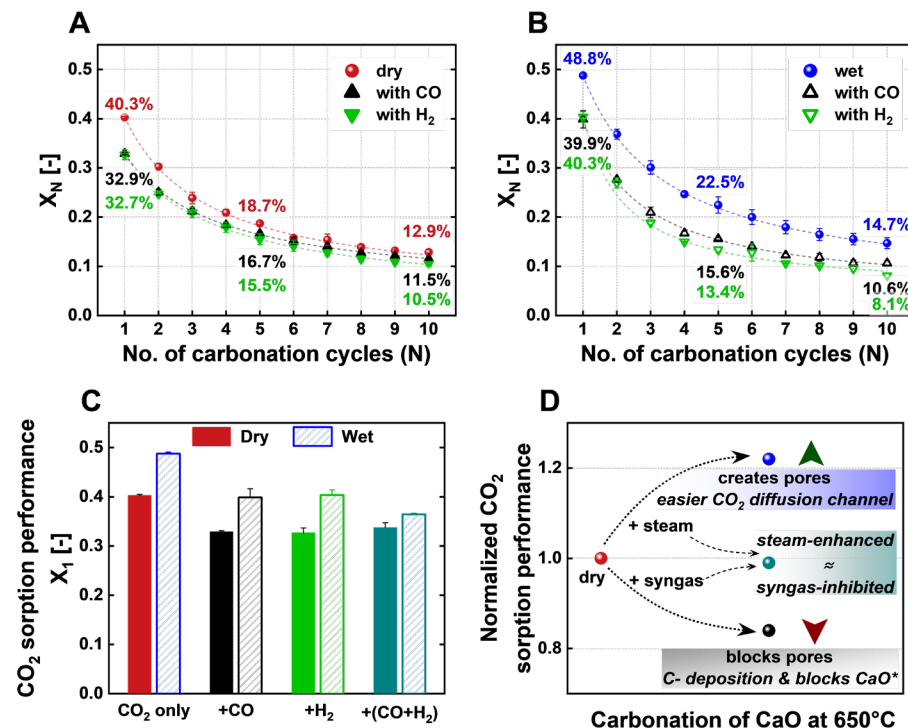 A
X_N [-]
0.5
0.4
0.3
0.2
0.1
0.0
dry
with CO
with H₂
40.3%
32.9%
32.7%
18.7%
16.7%
15.5%
12.9%
11.5%
10.5%
1 2 3 4 5 6 7 8 9 10
No. of carbonation cycles (N)
B
X_N [-]
0.5
0.4
0.3
0.2
0.1
0.0
wet
with CO
with H₂
48.8%
39.9%
40.3%
22.5%
15.6%
13.4%
14.7%
10.6%
8.1%
1 2 3 4 5 6 7 8 9 10
No. of carbonation cycles (N)
C
CO₂ sorption performance
X₁ [-]
0.5
0.4
0.3
0.2
0.1
0.0
Dry
Wet
CO₂ only +CO +H₂ +(CO+H₂)
D
Normalized CO₂
sorption performance
1.2
1.0
0.8
creates pores
easier CO₂ diffusion channel
+ steam
dry
+ syngas
steam-enhanced
≈
syngas-inhibited
blocks pores
C- deposition & blocks CaO*
Carbonation of CaO at 650°C